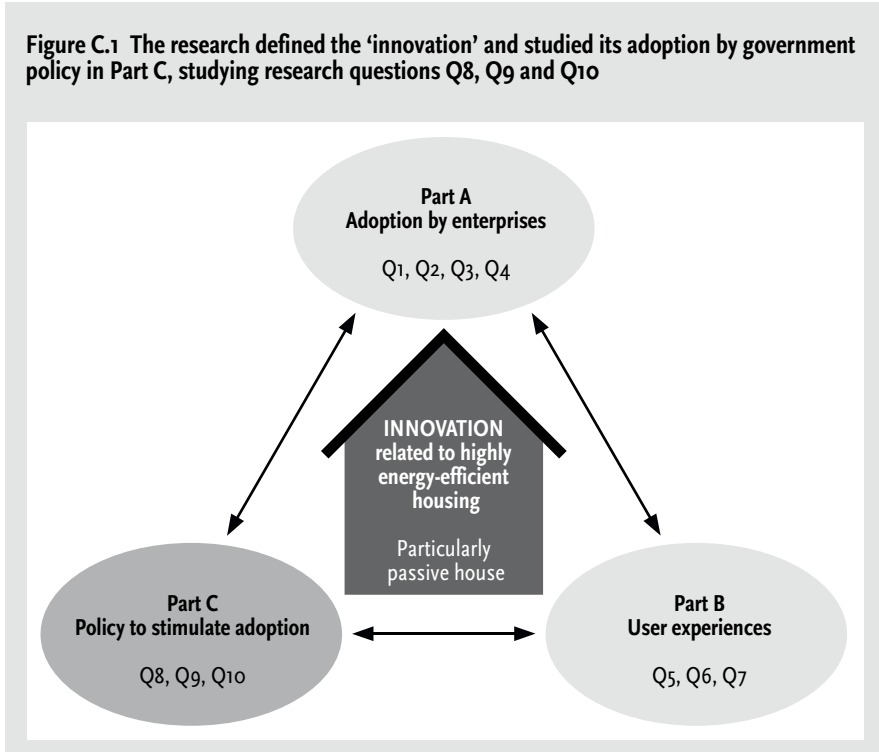 Figure C.1 The research defined the ‘innovation’ and studied its adoption by government
policy in Part C, studying research questions Q8, Q9 and Q10
Part A
Adoption by enterprises
Q1, Q2, Q3, Q4
INNOVATION
related to highly
energy-efficient
housing
Particularly
passive house
Part C
Policy to stimulate adoption
Q8, Q9, Q10
Part B
User experiences
Q5, Q6, Q7